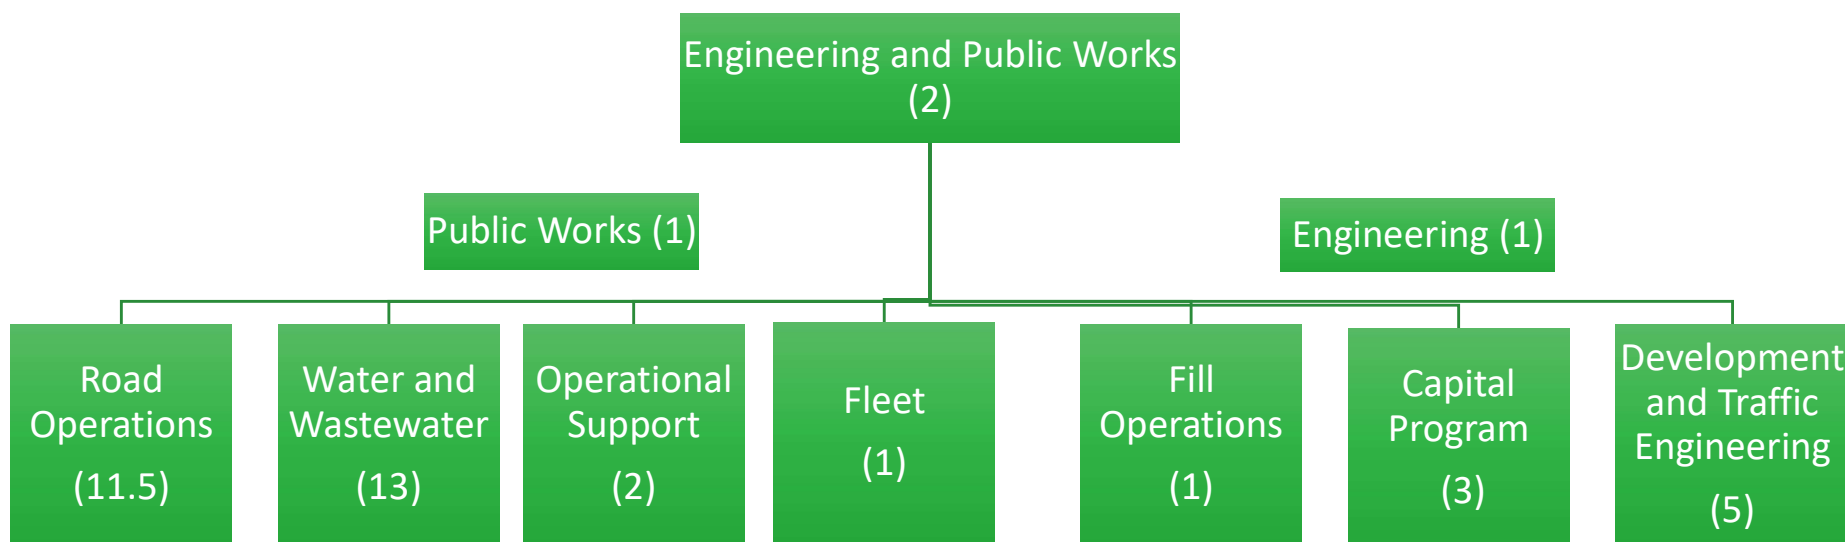 Engineering and Public Works
(2)
Public Works (1)
Engineering (1)
Road
Operations
(11.5)
Water and
Wastewater
(13)
Operational
Support
(2)
Fleet
(1)
Fill
Operations
(1)
Capital
Program
(3)
Development
and Traffic
Engineering
(5)